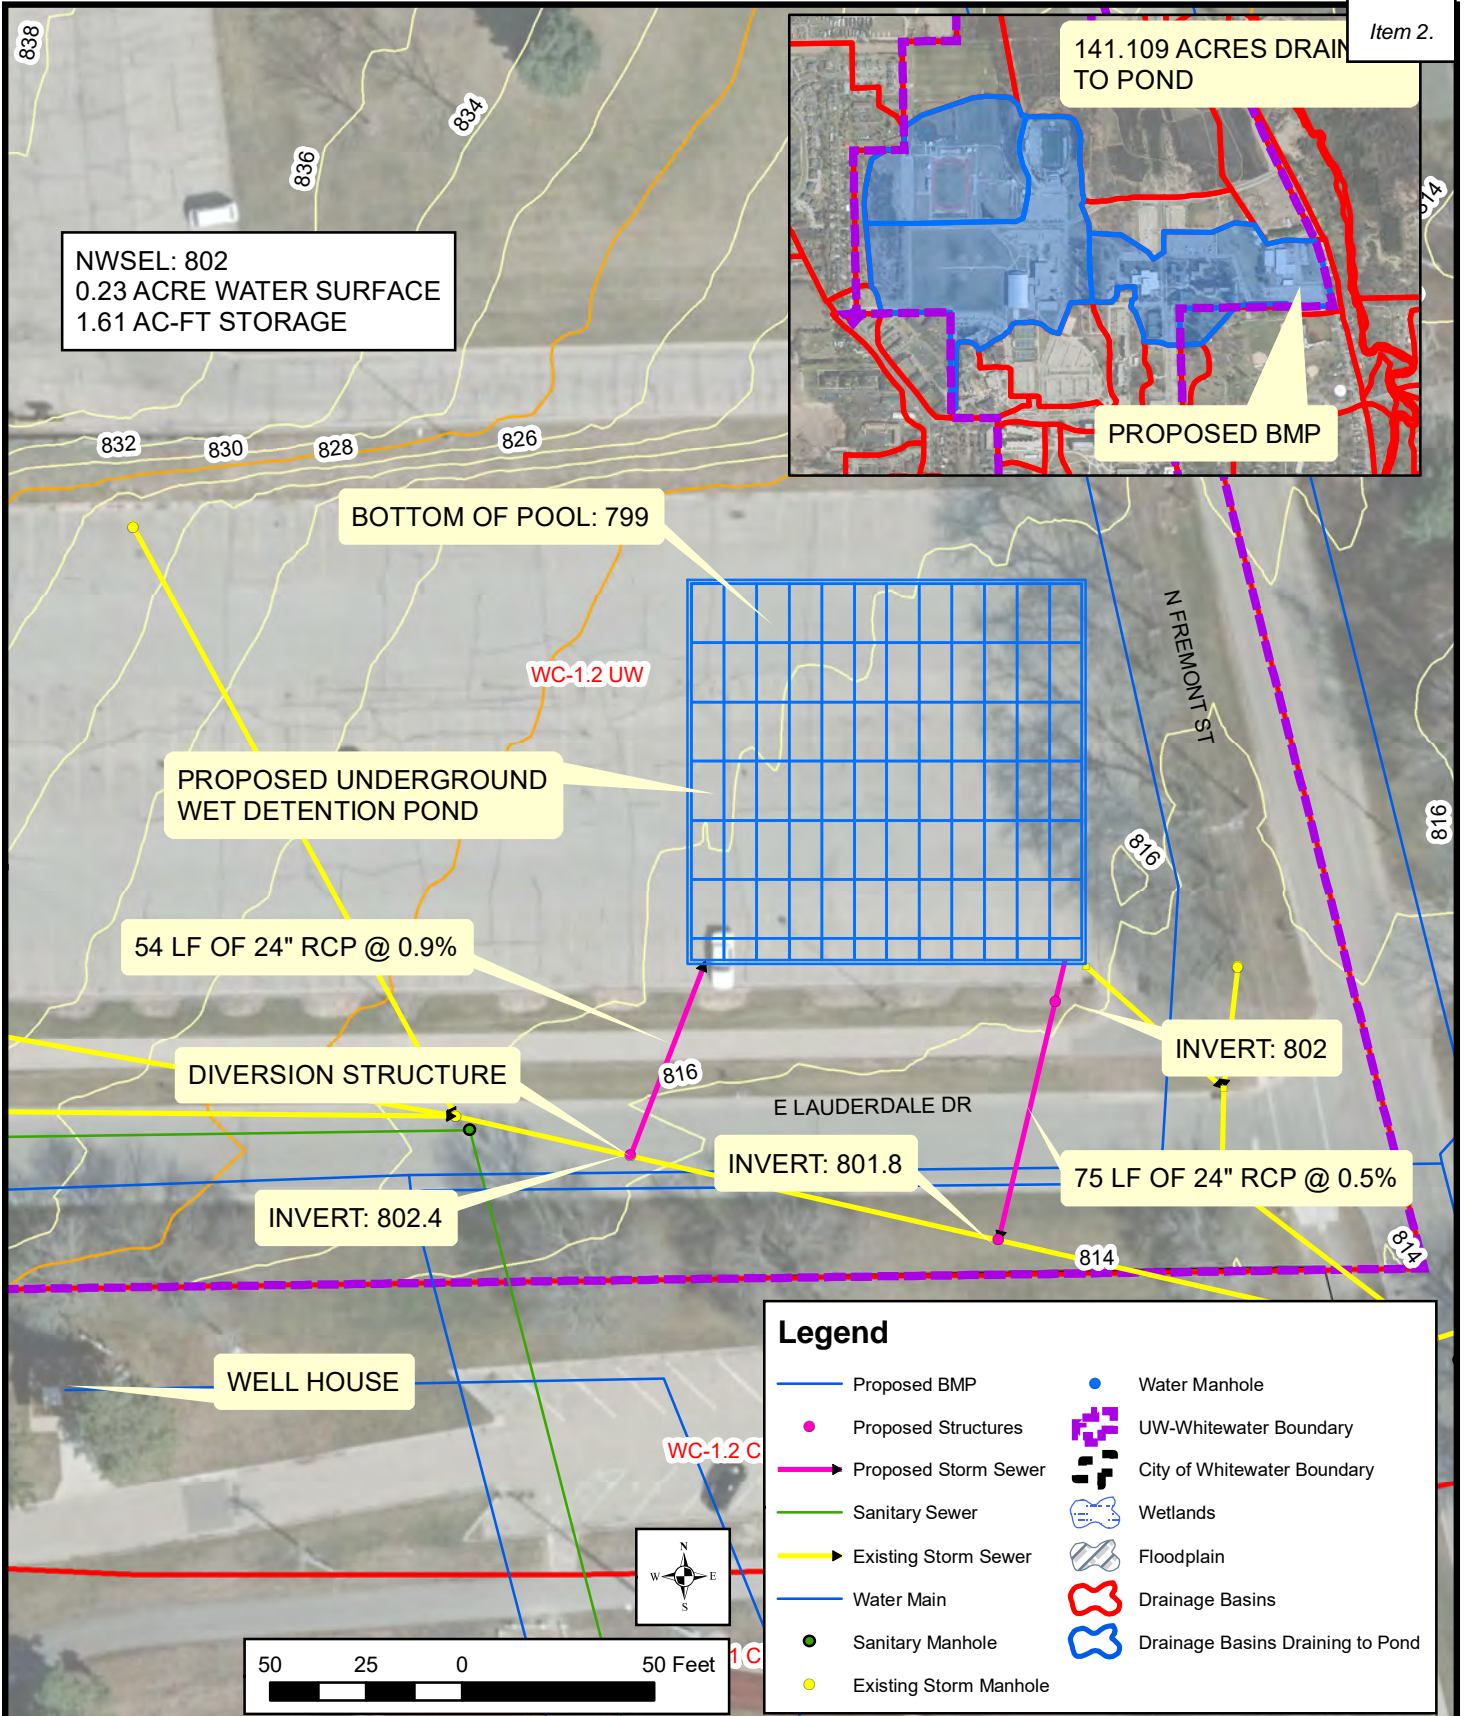 Item 2.
141.109 ACRES DRAIN
TO POND
PROPOSED BMP
838
836
834
814
NWSEL: 802
0.23 ACRE WATER SURFACE
1.61 AC-FT STORAGE
832
830
828
826
BOTTOM OF POOL: 799
N FREMONT ST
WC-1.2 UW
PROPOSED UNDERGROUND
WET DETENTION POND
816
816
54 LF OF 24" RCP @ 0.9%
INVERT: 802
DIVERSION STRUCTURE
816
E LAUDERDALE DR
INVERT: 801.8
75 LF OF 24" RCP @ 0.5%
INVERT: 802.4
814
814
WELL HOUSE
WC-1.2 C
1 C
N
W
E
S
50
25
0
50 Feet
Legend
Proposed BMP
Proposed Structures
Proposed Storm Sewer
Sanitary Sewer
Existing Storm Sewer
Water Main
Sanitary Manhole
Existing Storm Manhole
Water Manhole
UW-Whitewater Boundary
City of Whitewater Boundary
Wetlands
Floodplain
Drainage Basins
Drainage Basins Draining to Pond